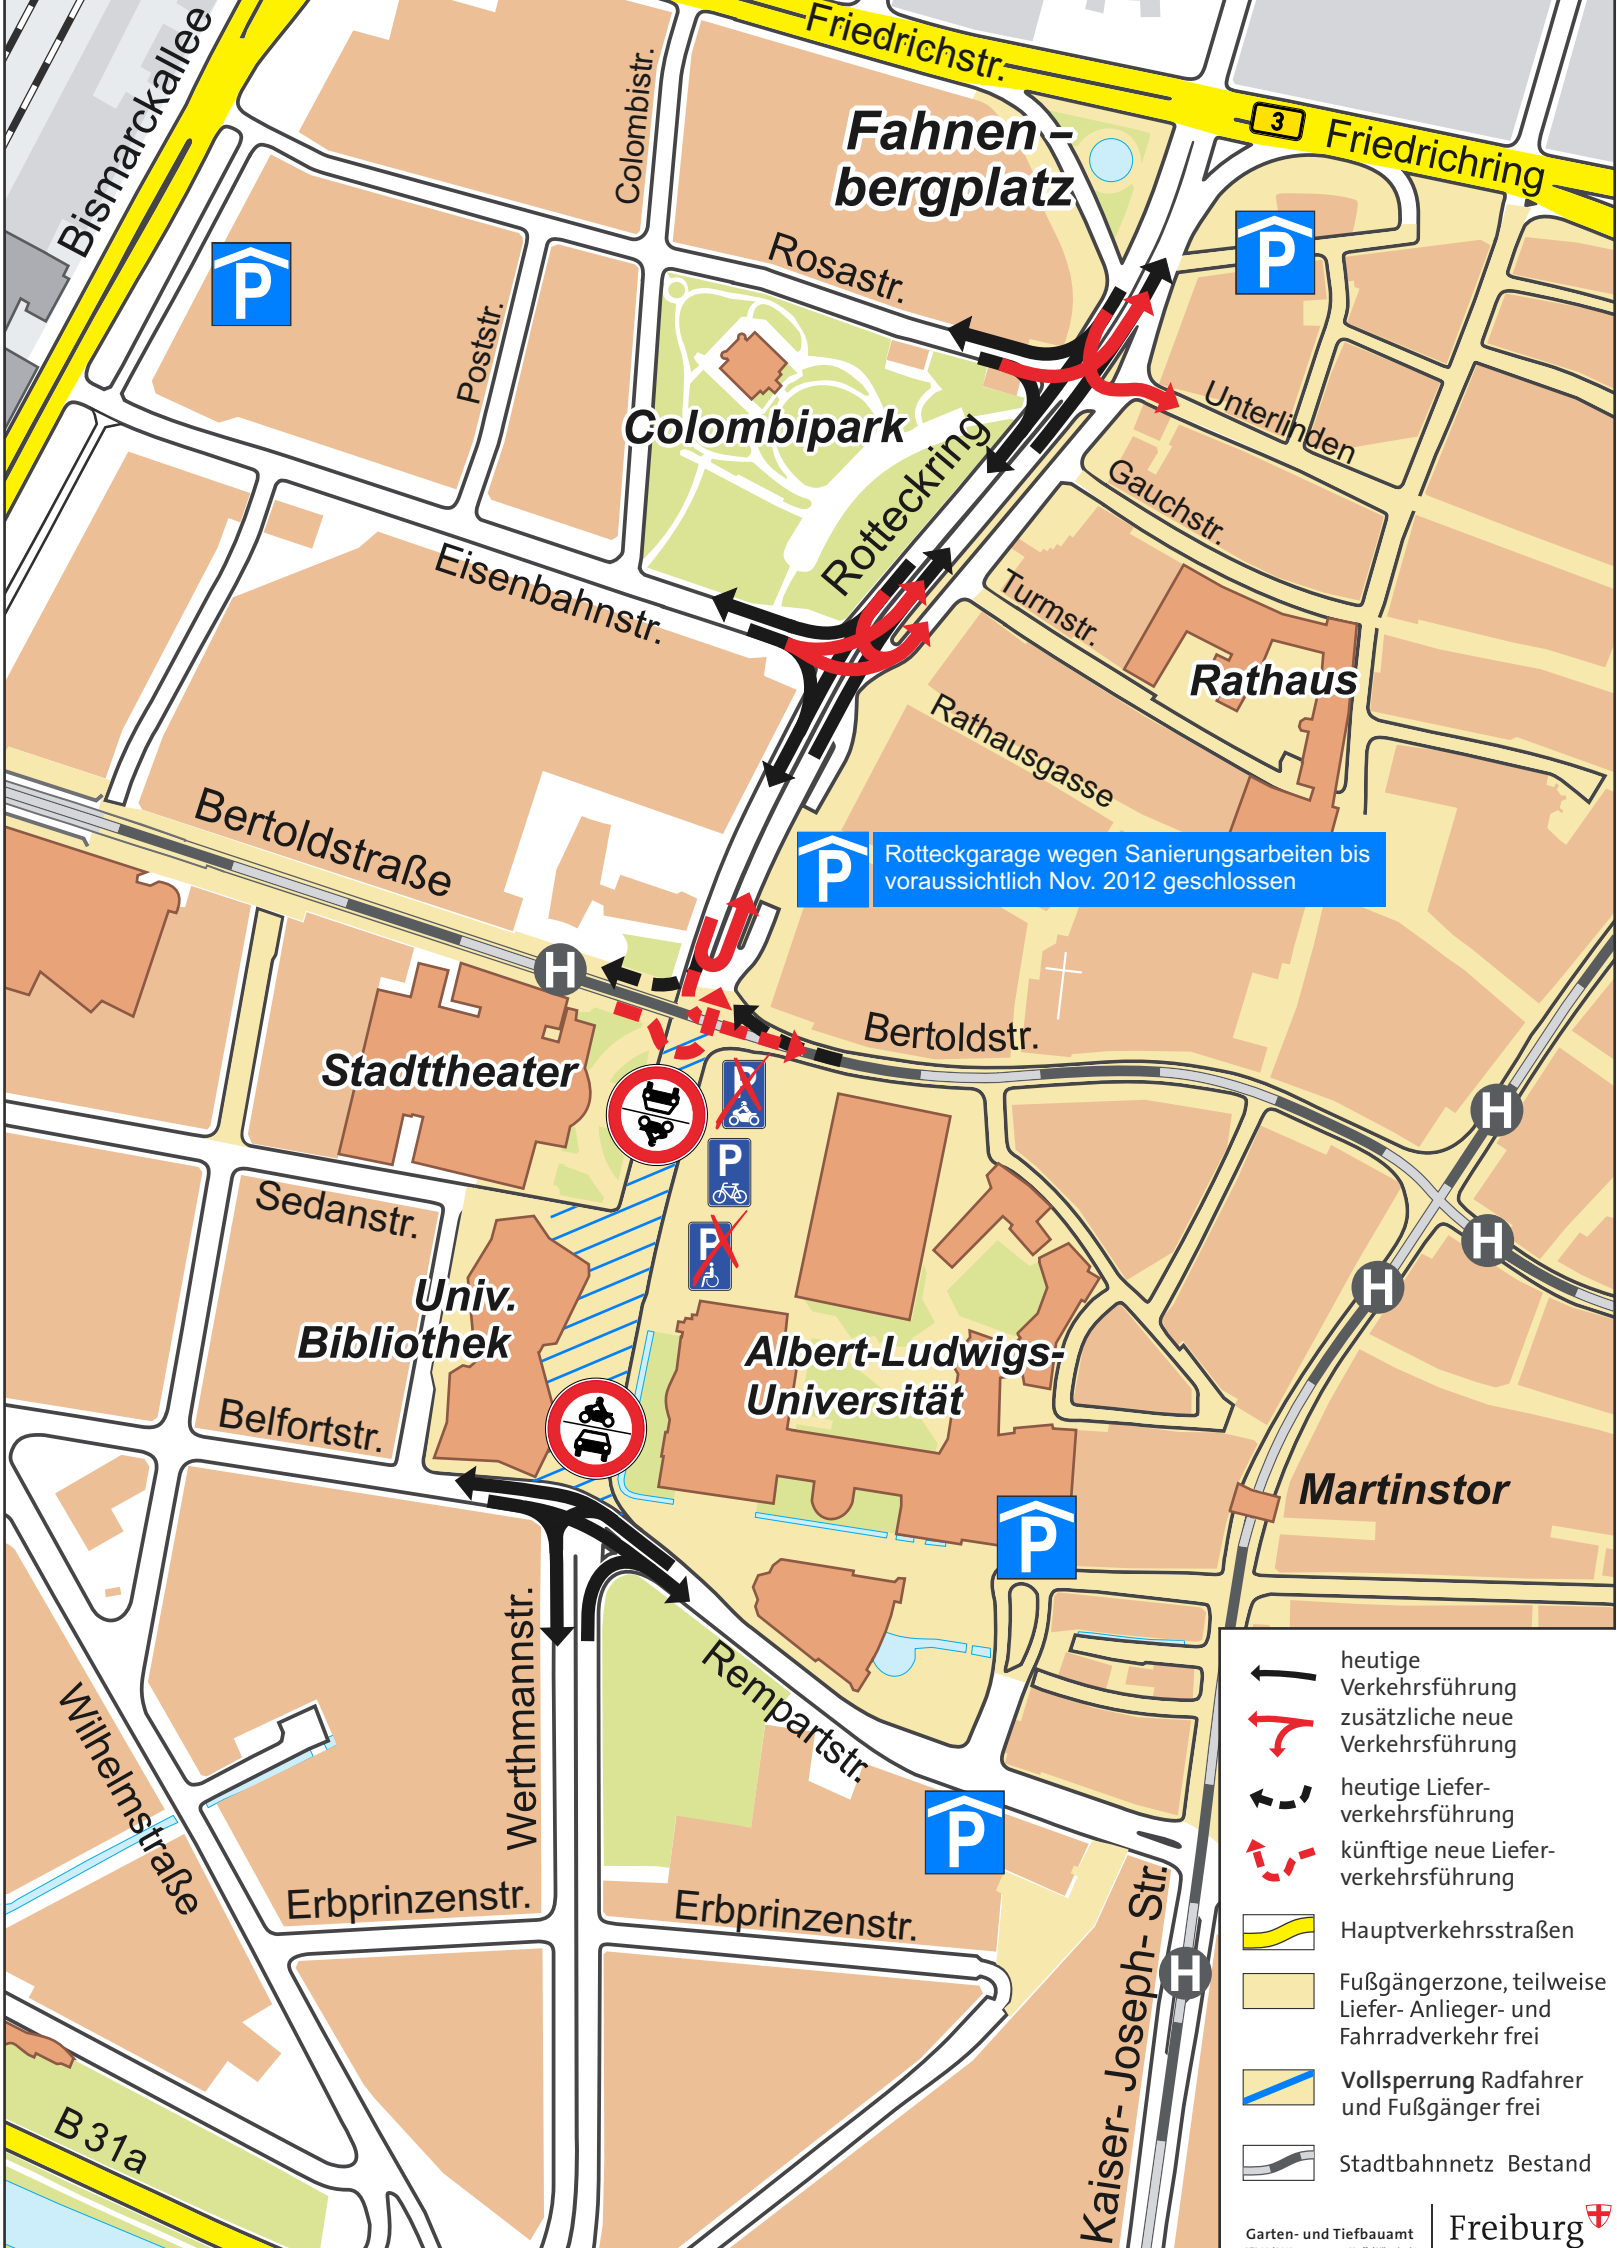 Friedrichstr.
Bismarckallee
Colombistr.
3
Friedrichring
Fahnen-
bergplatz
P
P
Rosastr.
Poststr.
Unterlinden
Colombipark
Rotteckring
Gauchstr.
Eisenbahnstr.
Turmstr.
Rathaus
Rathausgasse
Bertoldstraße
P
Rotteckgarage wegen Sanierungsarbeiten bis
voraussichtlich Nov. 2012 geschlossen
H
Bertoldstr.
Stadttheater
P
H
P
Sedanstr.
P
H
H
Univ.
Bibliothek
Albert-Ludwigs-
Universität
Belfortstr.
Martinstor
P
Werthmannstr.
Rempartstr.
Wilhelmstraße
P
Erbprinzenstr.
Erbprinzenstr.
Kaiser- Joseph- Str.
H
B 31a
heutige
Verkehrsführung
zusätzliche neue
Verkehrsführung
heutige Liefer-
verkehrsführung
künftige neue Liefer-
verkehrsführung
Hauptverkehrsstraßen
Fußgängerzone, teilweise
Liefer- Anlieger- und
Fahrradverkehr frei
Vollsperrung Radfahrer
und Fußgänger frei
Stadtbahnnetz Bestand
Garten- und Tiefbauamt
Freiburg